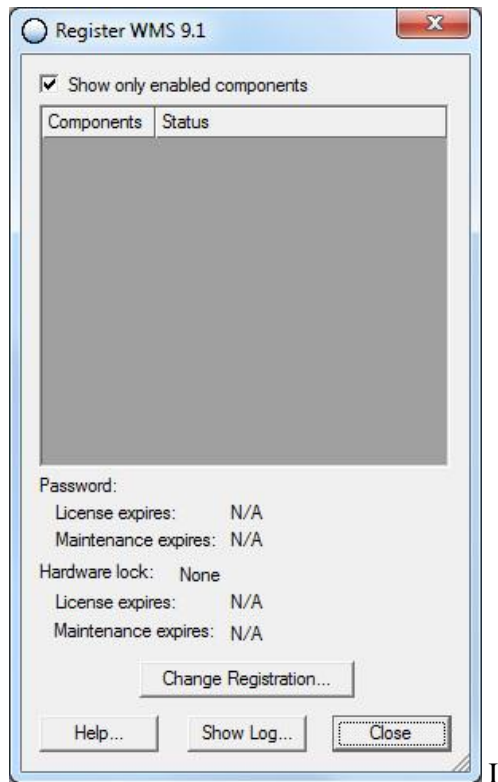 Register WMS 9.1
Show only enabled components
Components Status
Password:
License expires: N/A
Maintenance expires: N/A
Hardware lock: None
License expires: N/A
Maintenance expires: N/A
Change Registration...
Help... Show Log... Close